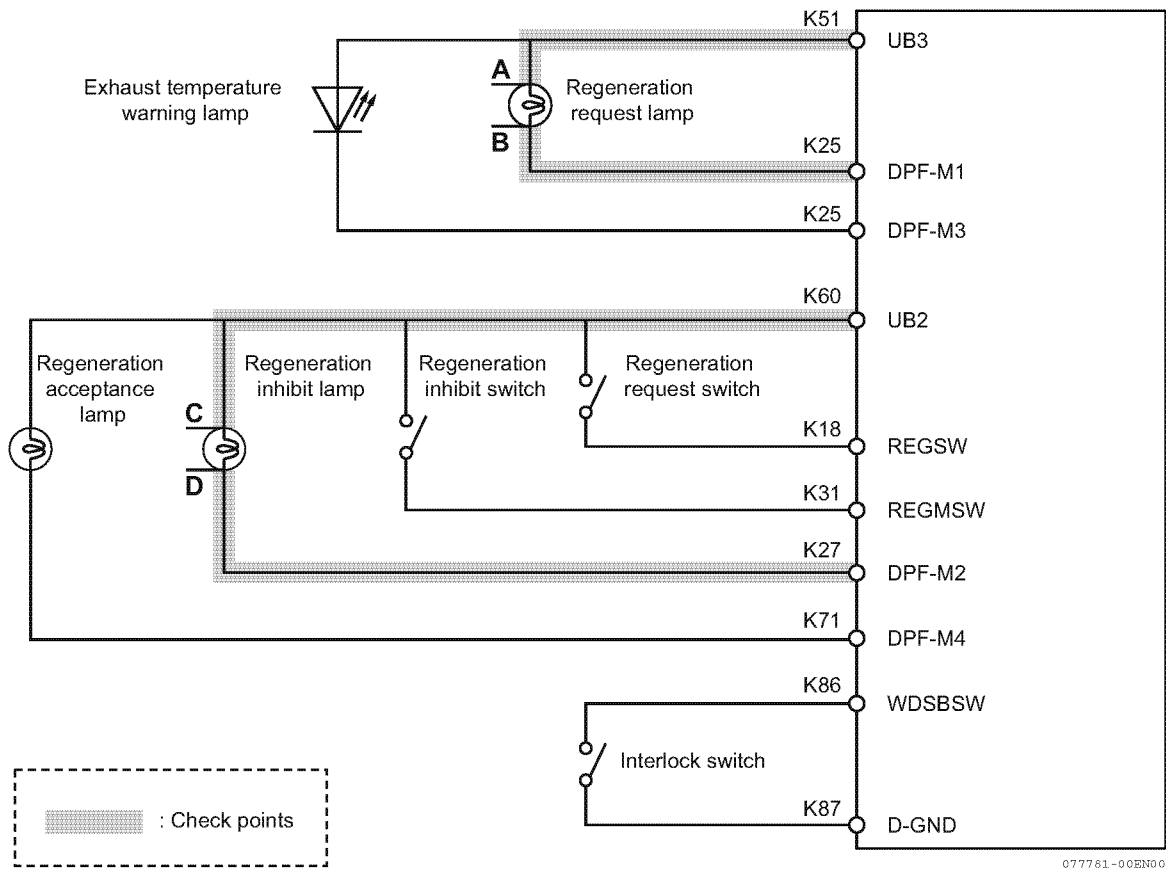 K51
UB3
Exhaust temperature
warning lamp
A
Regeneration
request lamp
B
K25
DPF-M1
K25
DPF-M3
K60
UB2
Regeneration
acceptance
lamp
Regeneration
inhibit lamp
Regeneration
inhibit switch
Regeneration
request switch
C
D
K18
REGSW
K31
REGMSW
K27
DPF-M2
K71
DPF-M4
K86
WDSBSW
Interlock switch
K87
D-GND
: Check points
077781-00EN00